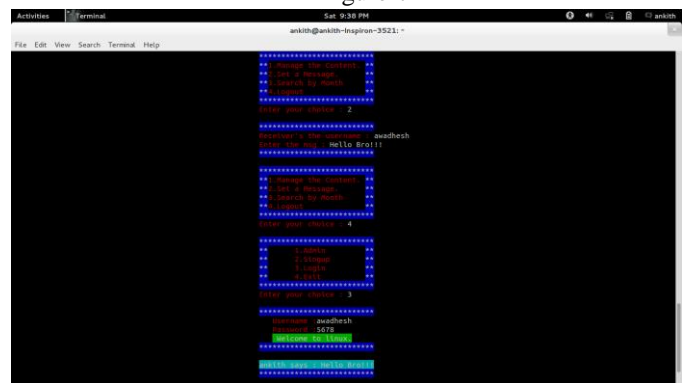 Activities Terminal Sat 9:38 PM ankith
ankith@ankith-Inspiron-3521: ~
File Edit View Search Terminal Help
**************************
**1.Manage the Content. **
**2.Set a Message. **
**3.Search by Month **
**4.Logout **
**************************
Enter your choice : 2
**************************
Receiver's the username : awadhesh
Enter the msg : Hello Bro!!!
**************************
**************************
**1.Manage the Content. **
**2.Set a Message. **
**3.Search by Month **
**4.Logout **
**************************
Enter your choice : 4
**************************
** 1.Admin **
** 2.Singup **
** 3.Login **
** 4.Exit **
**************************
Enter your choice : 3
**************************
Username :awadhesh
Password :5678
Welcome to linux.
**************************
ankith says : Hello Bro!!!
**************************